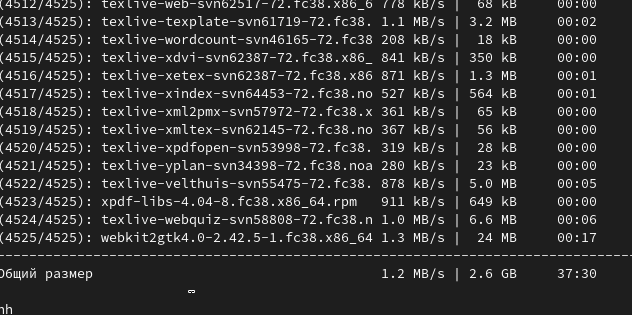 (4512/4525): texlive-web-svn62517-72.fc38.x86_6 778 kB/s | 68 kB 00:00
(4513/4525): texlive-texplate-svn61719-72.fc38. 1.1 MB/s | 3.2 MB 00:02
(4514/4525): texlive-wordcount-svn46165-72.fc38 208 kB/s | 18 kB 00:00
(4515/4525): texlive-xdvi-svn62387-72.fc38.x86_ 841 kB/s | 350 kB 00:00
(4516/4525): texlive-xetex-svn62387-72.fc38.x86 871 kB/s | 1.3 MB 00:01
(4517/4525): texlive-xindex-svn64453-72.fc38.no 527 kB/s | 564 kB 00:01
(4518/4525): texlive-xml2pmx-svn57972-72.fc38.x 361 kB/s | 65 kB 00:00
(4519/4525): texlive-xmltex-svn62145-72.fc38.no 367 kB/s | 56 kB 00:00
(4520/4525): texlive-xpdfopen-svn53998-72.fc38. 319 kB/s | 28 kB 00:00
(4521/4525): texlive-yplan-svn34398-72.fc38.noa 280 kB/s | 23 kB 00:00
(4522/4525): texlive-velthuis-svn55475-72.fc38. 878 kB/s | 5.0 MB 00:05
(4523/4525): xpdf-libs-4.04-8.fc38.x86_64.rpm 911 kB/s | 649 kB 00:00
(4524/4525): texlive-webquiz-svn58808-72.fc38.n 1.0 MB/s | 6.6 MB 00:06
(4525/4525): webkit2gtk4.0-2.42.5-1.fc38.x86_64 1.3 MB/s | 24 MB 00:17
--------------------------------------------------------------------------------
Общий размер 1.2 MB/s | 2.6 GB 37:30
hh